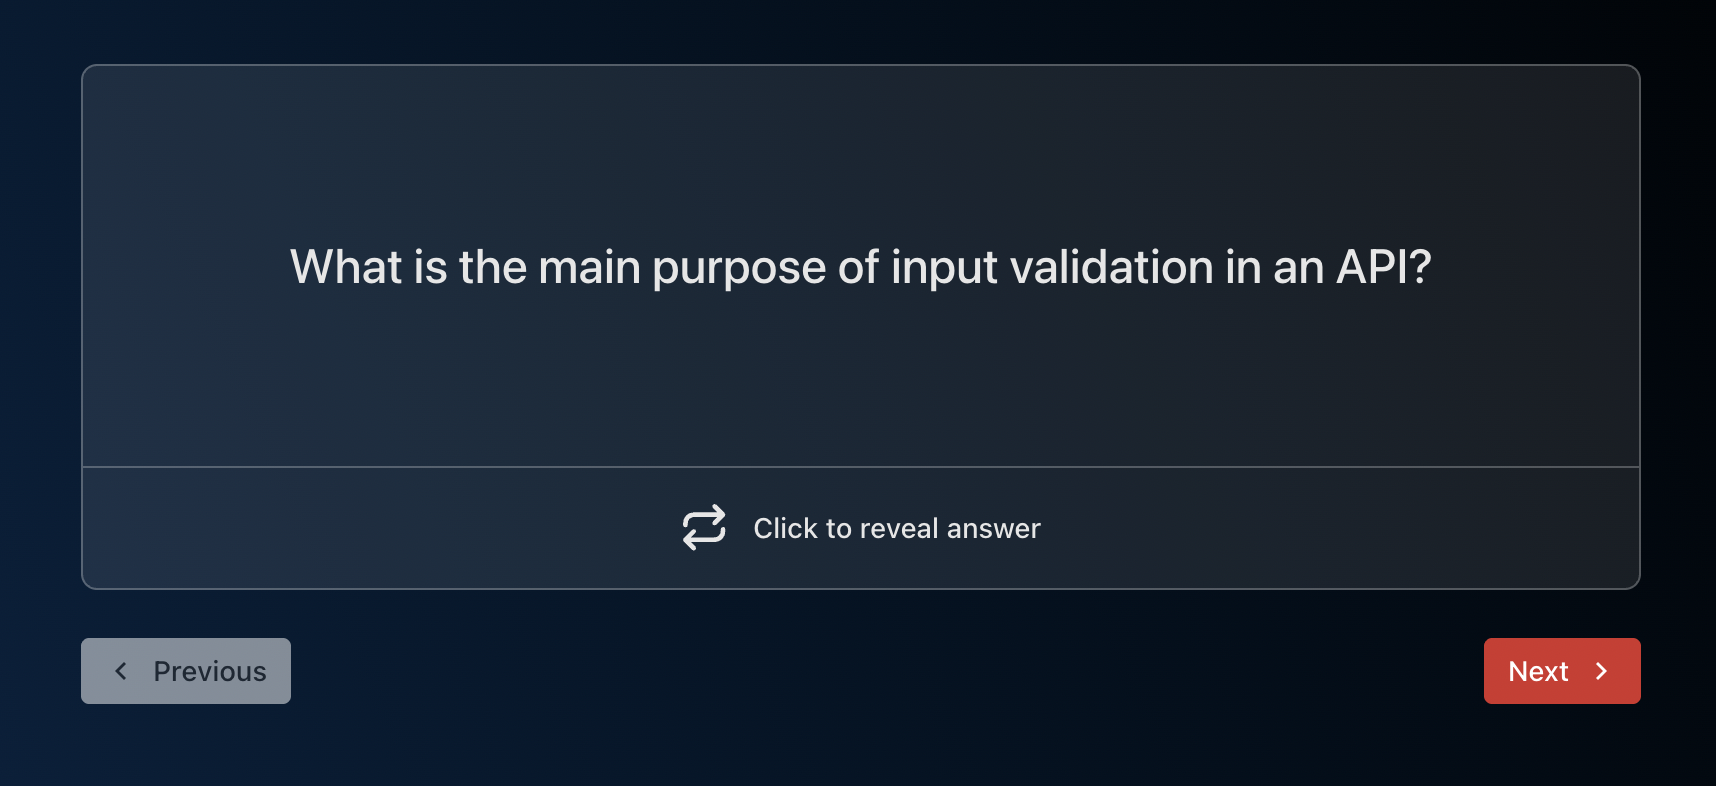 What is the main purpose of input validation in an API?
Click to reveal answer
Previous
Next